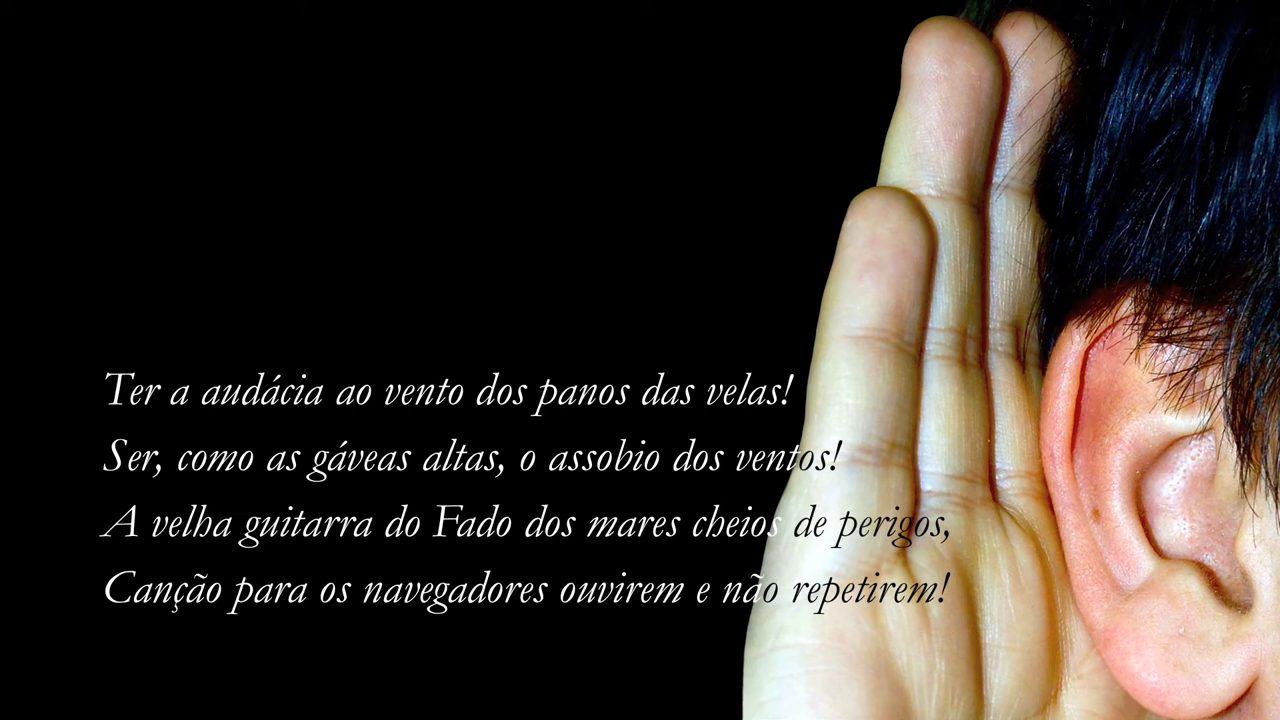 Ter a audácia ao vento dos panos das velas!
Ser, como as gáveas altas, o assobio dos ventos!
A velha guitarra do Fado dos mares cheios de perigos,
Canção para os navegadores ouvirem e não repetirem!